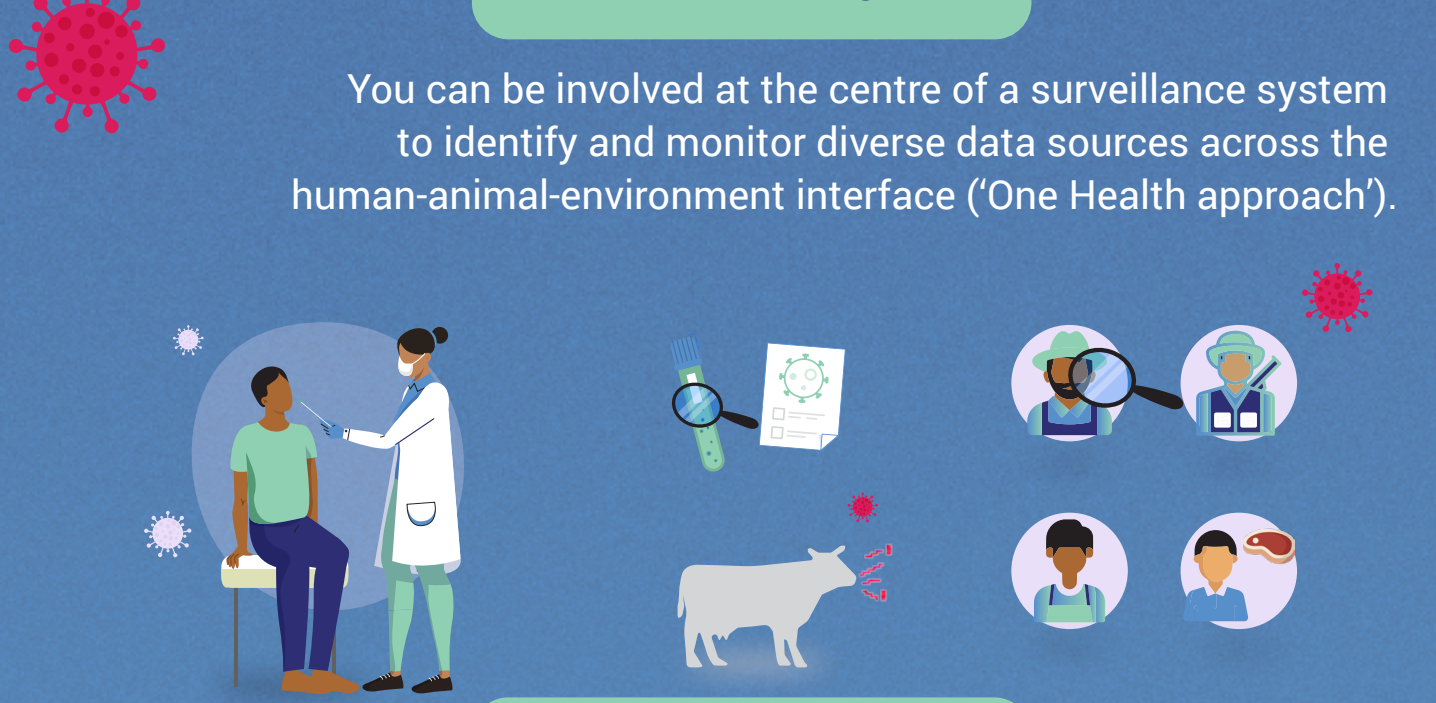 You can be involved at the centre of a surveillance system
to identify and monitor diverse data sources across the
human-animal-environment interface (‘One Health approach’).